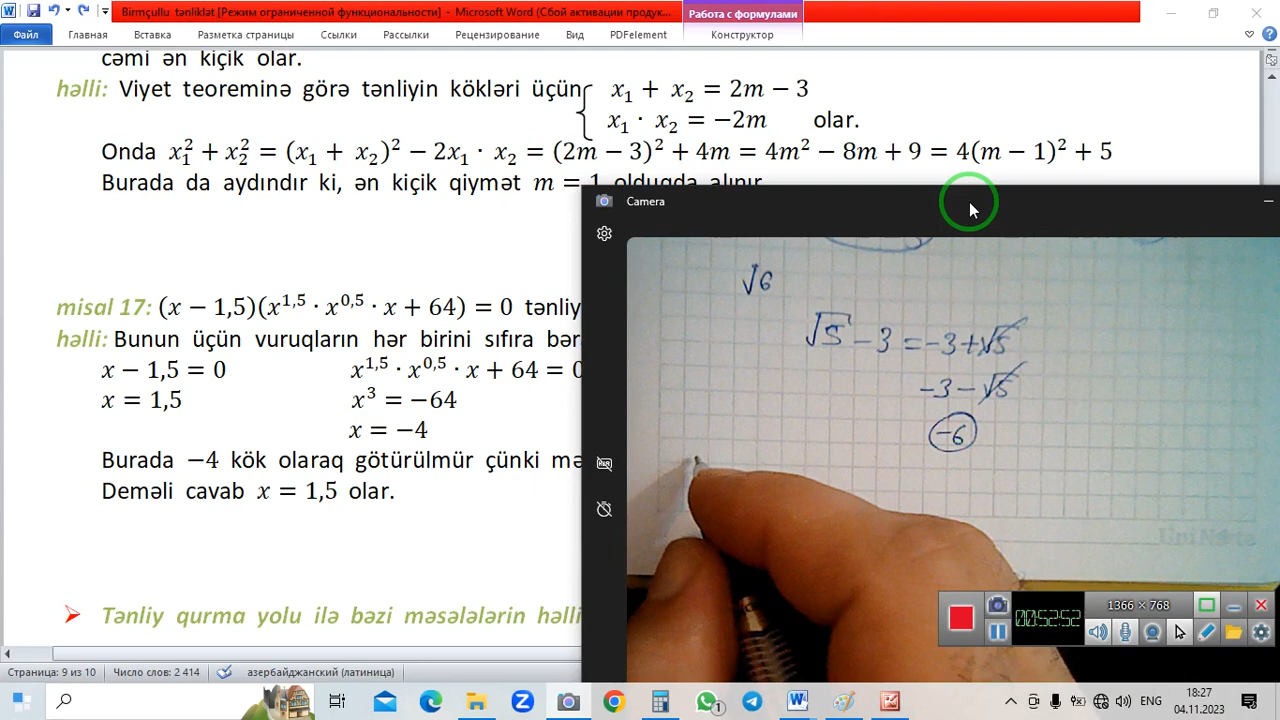 Birmçullu tənliklət [Режим ограниченной функциональности] - Microsoft Word (Сбой активации продук...
Работа с формулами
Файл Главная Вставка Разметка страницы Ссылки Рассылки Рецензирование Вид PDFelement Конструктор
cəmi ən kiçik olar.
həlli: Viyet teoreminə görə tənliyin kökləri üçün x₁ + x₂ = 2m − 3
x₁ · x₂ = −2m olar.
Onda x₁² + x₂² = (x₁ + x₂)² − 2x₁ · x₂ = (2m − 3)² + 4m = 4m² − 8m + 9 = 4(m − 1)² + 5
Burada da aydındır ki, ən kiçik qiymət m = 1 olduqda alınır
misal 17: (x − 1,5)(x^1,5 · x^0,5 · x + 64) = 0 tənliy
həlli: Bunun üçün vuruqların hər birini sıfıra bərə
x − 1,5 = 0 x^1,5 · x^0,5 · x + 64 = 0
x = 1,5 x³ = −64
x = −4
Burada −4 kök olaraq götürülmür çünki mə
Deməli cavab x = 1,5 olar.
Tənliy qurma yolu ilə bəzi məsələlərin həlli
Camera
√6
√5 − 3 = −3 + √5
−3 − √5
−6
1366 × 768
00:52:52
Страница: 9 из 10 Число слов: 2 414 азербайджанский (латиница)
1
ENG
18:27
04.11.2023